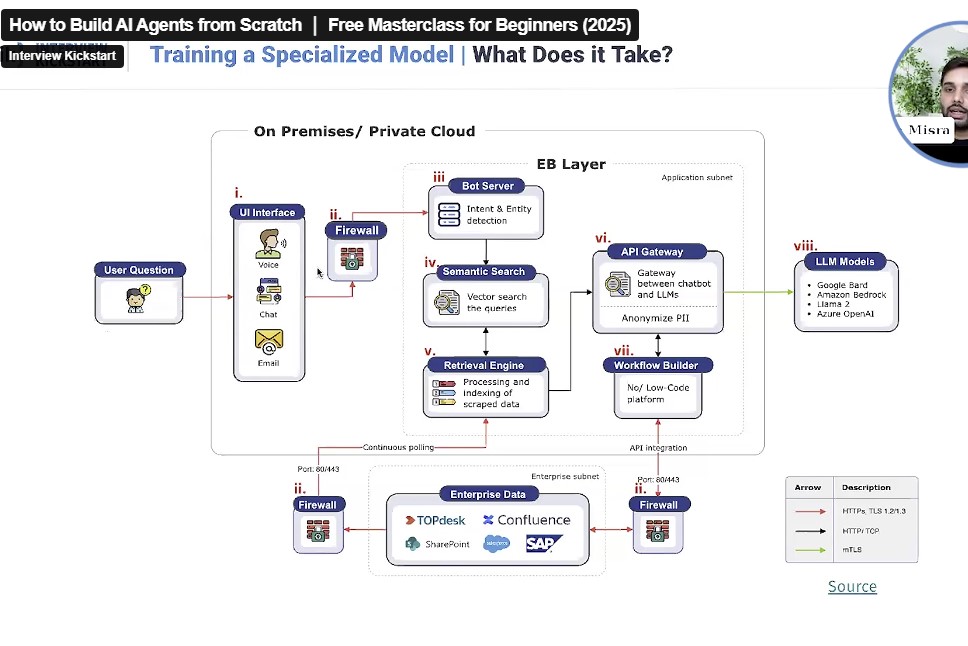 How to Build AI Agents from Scratch | Free Masterclass for Beginners (2025)
Interview Kickstart
Training a Specialized Model | What Does it Take?
Misra
On Premises/ Private Cloud
EB Layer
Application subnet
i.
UI Interface
Voice
Chat
Email
User Question
ii.
Firewall
iii
Bot Server
Intent & Entity
detection
iv.
Semantic Search
Vector search
the queries
v.
Retrieval Engine
Processing and
indexing of
scraped data
vi.
API Gateway
Gateway
between chatbot
and LLMs
Anonymize PII
vii.
Workflow Builder
No/ Low-Code
platform
viii.
LLM Models
• Google Bard
• Amazon Bedrock
Llama 2
• Azure OpenAI
Continuous polling
API integration
Port: 80/443
Port: 80/443
ii.
Firewall
Enterprise subnet
Enterprise Data
TOPdesk
Confluence
SharePoint
salesforce
SAP
ii.
Firewall
Arrow Description
HTTPs, TLS 1.2/1.3
HTTP/ TCP
mTLS
Source